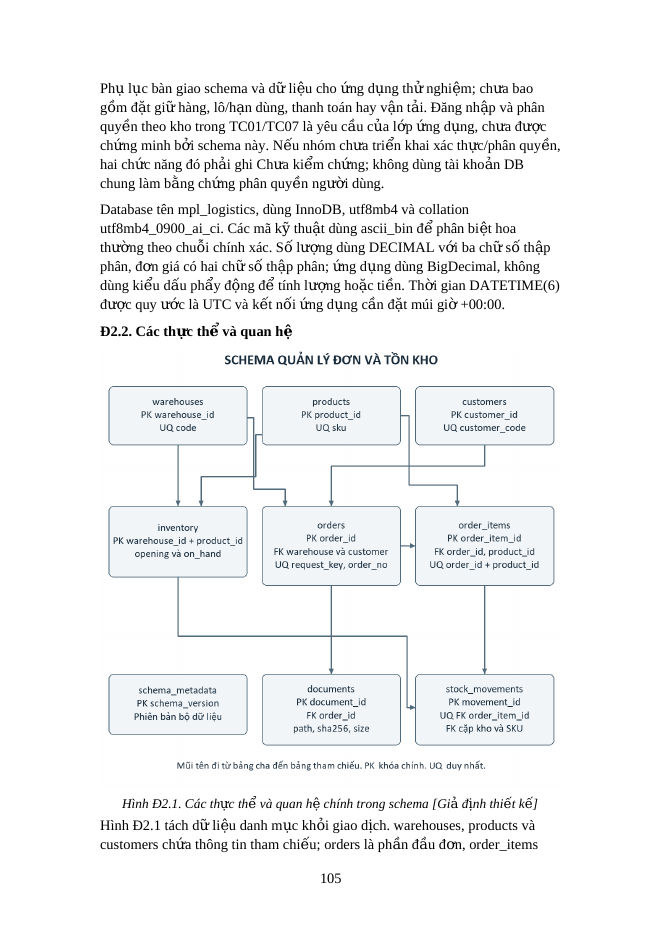 Phụ lục bàn giao schema và dữ liệu cho ứng dụng thử nghiệm; chưa bao
gồm đặt giữ hàng, lô/hạn dùng, thanh toán hay vận tải. Đăng nhập và phân
quyền theo kho trong TC01/TC07 là yêu cầu của lớp ứng dụng, chưa được
chứng minh bởi schema này. Nếu nhóm chưa triển khai xác thực/phân quyền,
hai chức năng đó phải ghi Chưa kiểm chứng; không dùng tài khoản DB
chung làm bằng chứng phân quyền người dùng.
Database tên mpl_logistics, dùng InnoDB, utf8mb4 và collation
utf8mb4_0900_ai_ci. Các mã kỹ thuật dùng ascii_bin để phân biệt hoa
thường theo chuỗi chính xác. Số lượng dùng DECIMAL với ba chữ số thập
phân, đơn giá có hai chữ số thập phân; ứng dụng dùng BigDecimal, không
dùng kiểu dấu phẩy động để tính lượng hoặc tiền. Thời gian DATETIME(6)
được quy ước là UTC và kết nối ứng dụng cần đặt múi giờ +00:00.
Đ2.2. Các thực thể và quan hệ
SCHEMA QUẢN LÝ ĐƠN VÀ TỒN KHO
warehouses
PK warehouse_id
UQ code
products
PK product_id
UQ sku
customers
PK customer_id
UQ customer_code
inventory
PK warehouse_id + product_id
opening và on_hand
orders
PK order_id
FK warehouse và customer
UQ request_key, order_no
order_items
PK order_item_id
FK order_id, product_id
UQ order_id + product_id
schema_metadata
PK schema_version
Phiên bản bộ dữ liệu
documents
PK document_id
FK order_id
path, sha256, size
stock_movements
PK movement_id
UQ FK order_item_id
FK cặp kho và SKU
Mũi tên đi từ bảng cha đến bảng tham chiếu. PK khóa chính. UQ duy nhất.
Hình Đ2.1. Các thực thể và quan hệ chính trong schema [Giả định thiết kế]
Hình Đ2.1 tách dữ liệu danh mục khỏi giao dịch. warehouses, products và
customers chứa thông tin tham chiếu; orders là phần đầu đơn, order_items
105